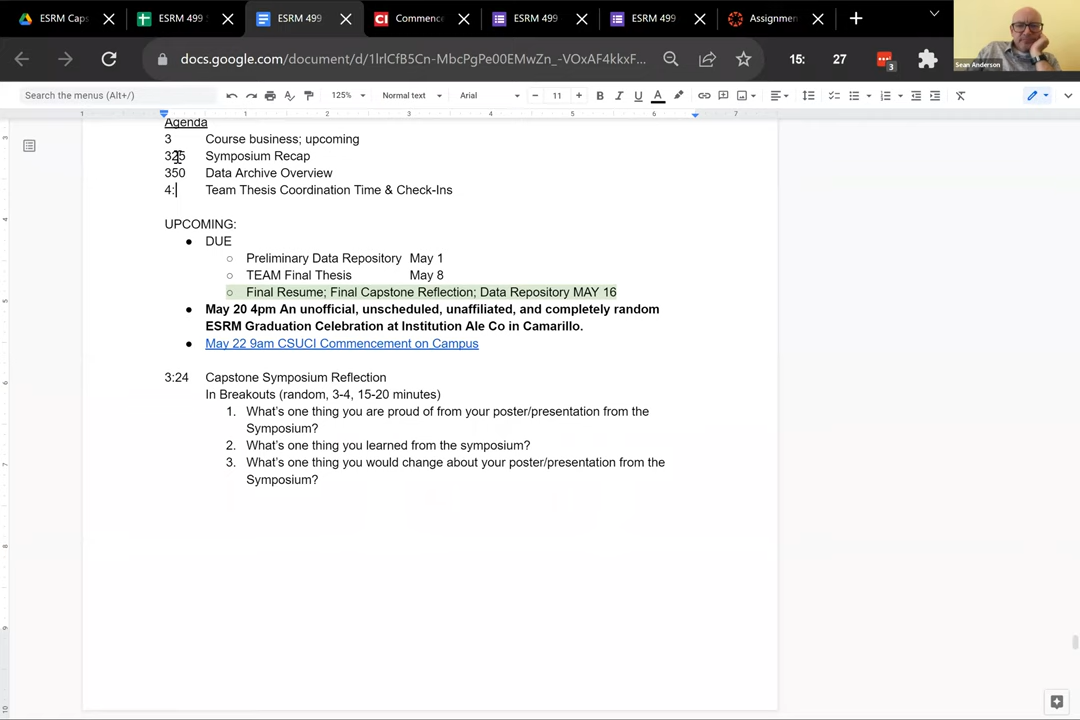 ESRM Caps
ESRM 499
ESRM 499
Commenc
ESRM 499
ESRM 499
Assignmen
docs.google.com/document/d/1lrlCfB5Cn-MbcPgPe00EMwZn_-VOxAF4kkxF...
15:
27
3
Sean Anderson
Search the menus (Alt+/)
125%
Normal text
Arial
11
Agenda
3 Course business; upcoming
325 Symposium Recap
350 Data Archive Overview
4: Team Thesis Coordination Time & Check-Ins
UPCOMING:
● DUE
○ Preliminary Data Repository May 1
○ TEAM Final Thesis May 8
○ Final Resume; Final Capstone Reflection; Data Repository MAY 16
● May 20 4pm An unofficial, unscheduled, unaffiliated, and completely random
ESRM Graduation Celebration at Institution Ale Co in Camarillo.
● May 22 9am CSUCI Commencement on Campus
3:24 Capstone Symposium Reflection
In Breakouts (random, 3-4, 15-20 minutes)
1. What's one thing you are proud of from your poster/presentation from the
Symposium?
2. What's one thing you learned from the symposium?
3. What's one thing you would change about your poster/presentation from the
Symposium?